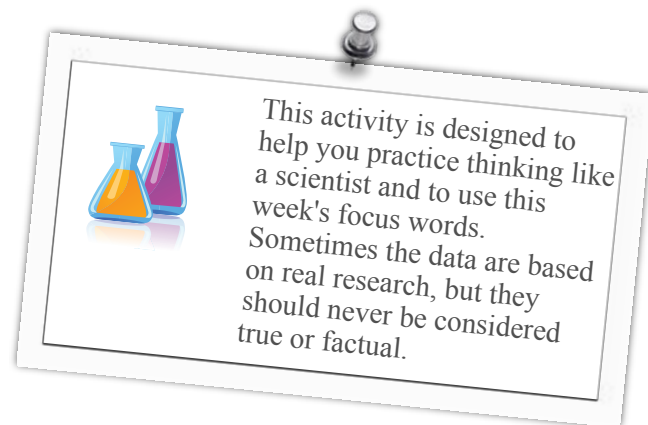 This activity is designed to
help you practice thinking like
a scientist and to use this
week's focus words.
Sometimes the data are based
on real research, but they
should never be considered
true or factual.